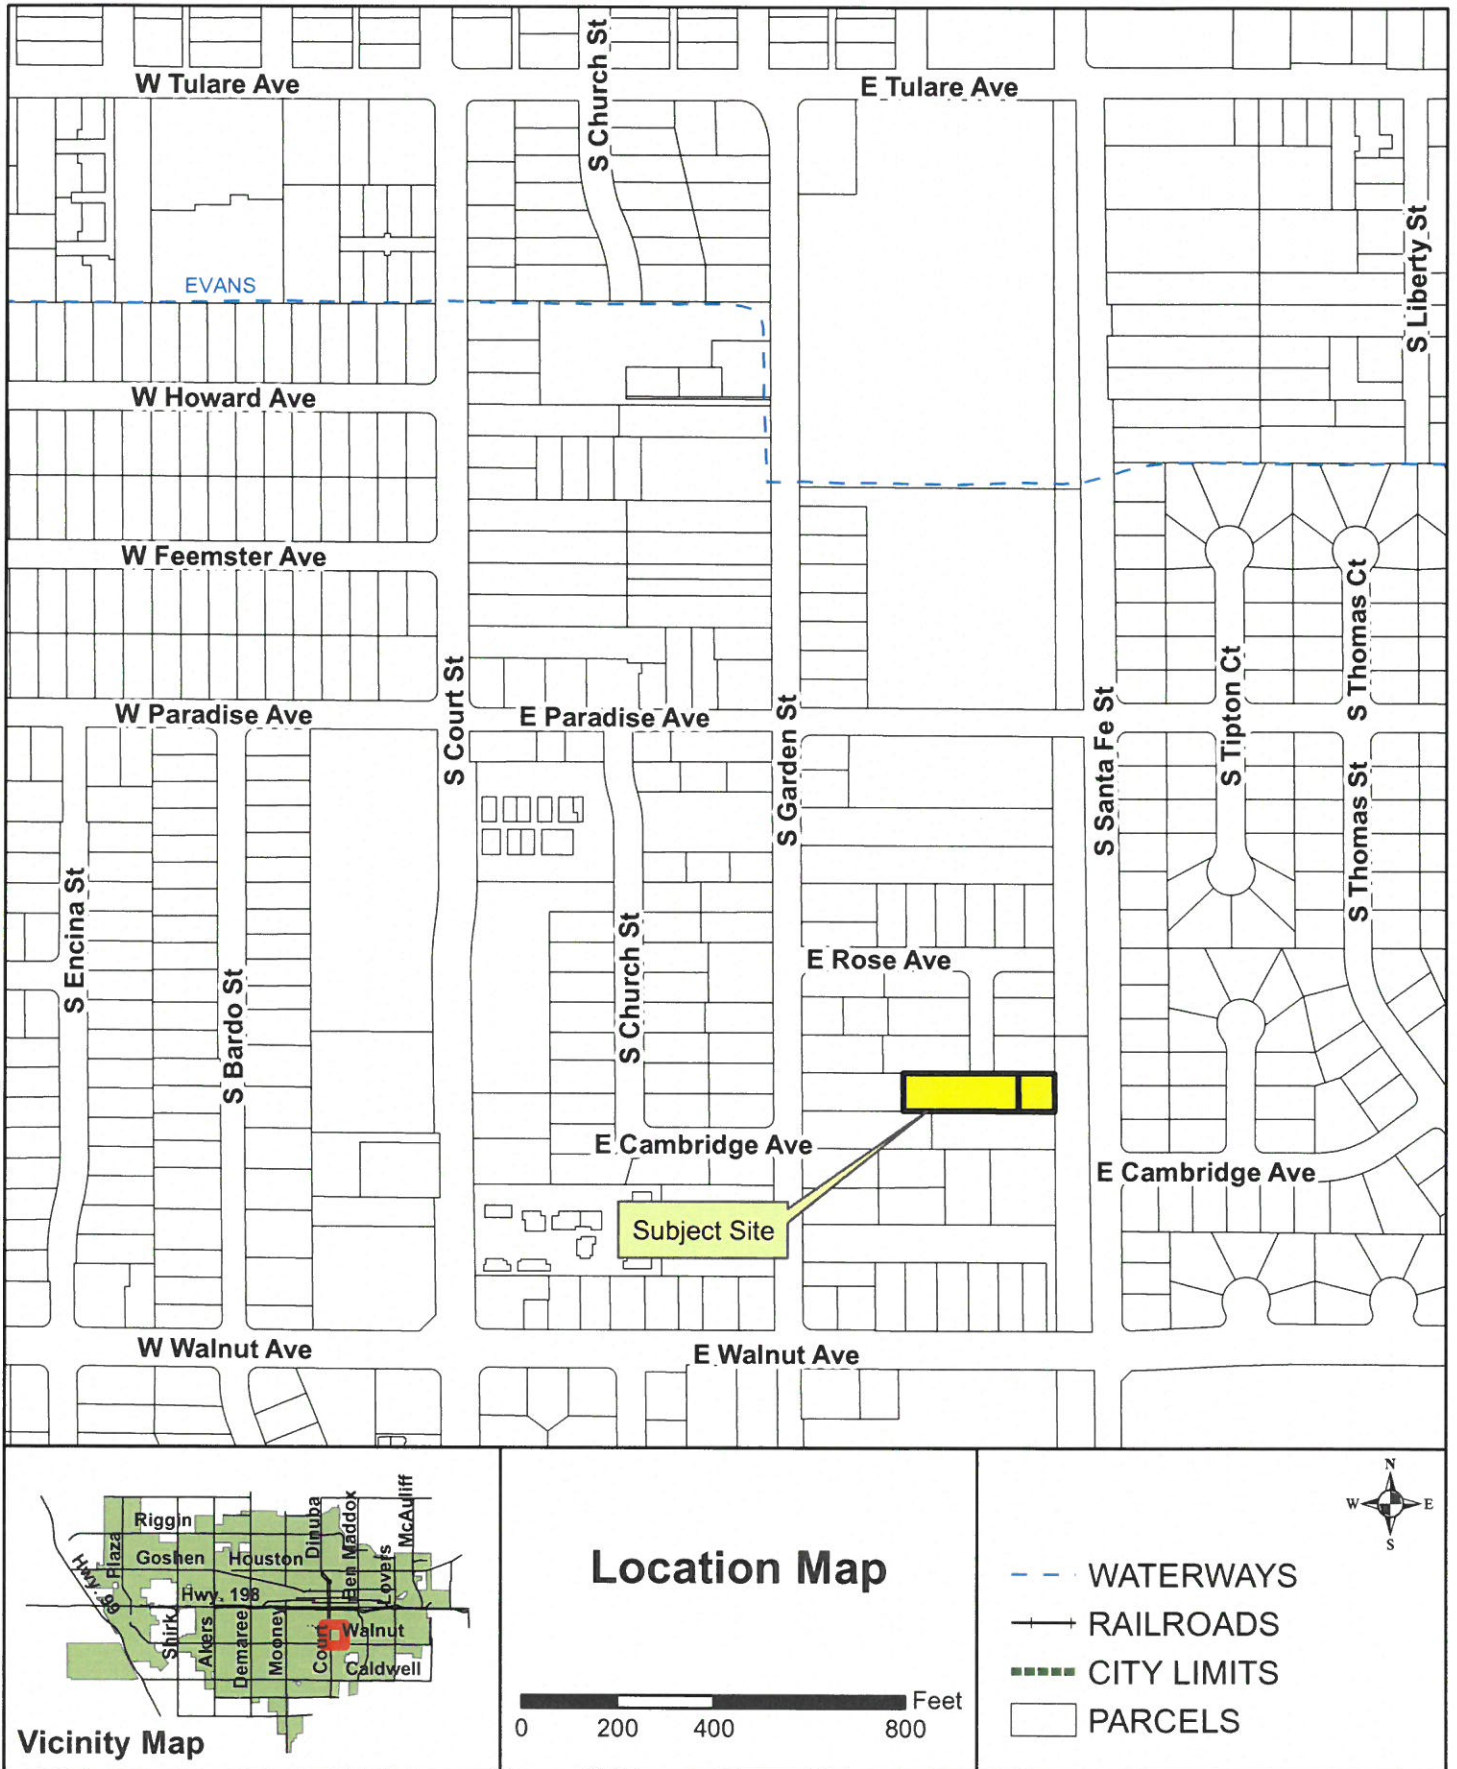 S Church St
W Tulare Ave
E Tulare Ave
S Liberty St
EVANS
W Howard Ave
W Feemster Ave
S Thomas Ct
S Tipton Ct
S Court St
W Paradise Ave
E Paradise Ave
S Garden St
S Santa Fe St
S Thomas St
S Encina St
S Bardo St
S Church St
E Rose Ave
E Cambridge Ave
E Cambridge Ave
Subject Site
W Walnut Ave
E Walnut Ave
Riggin
Plaza
Goshen
Houston
Dinuba
Ben Maddox
McAuliff
Lovers
Hwy. 99
Hwy. 198
Shirk
Akers
Demaree
Mooney
Court
Walnut
Caldwell
Vicinity Map
Location Map
Feet
0 200 400 800
N
W E
S
WATERWAYS
RAILROADS
CITY LIMITS
PARCELS